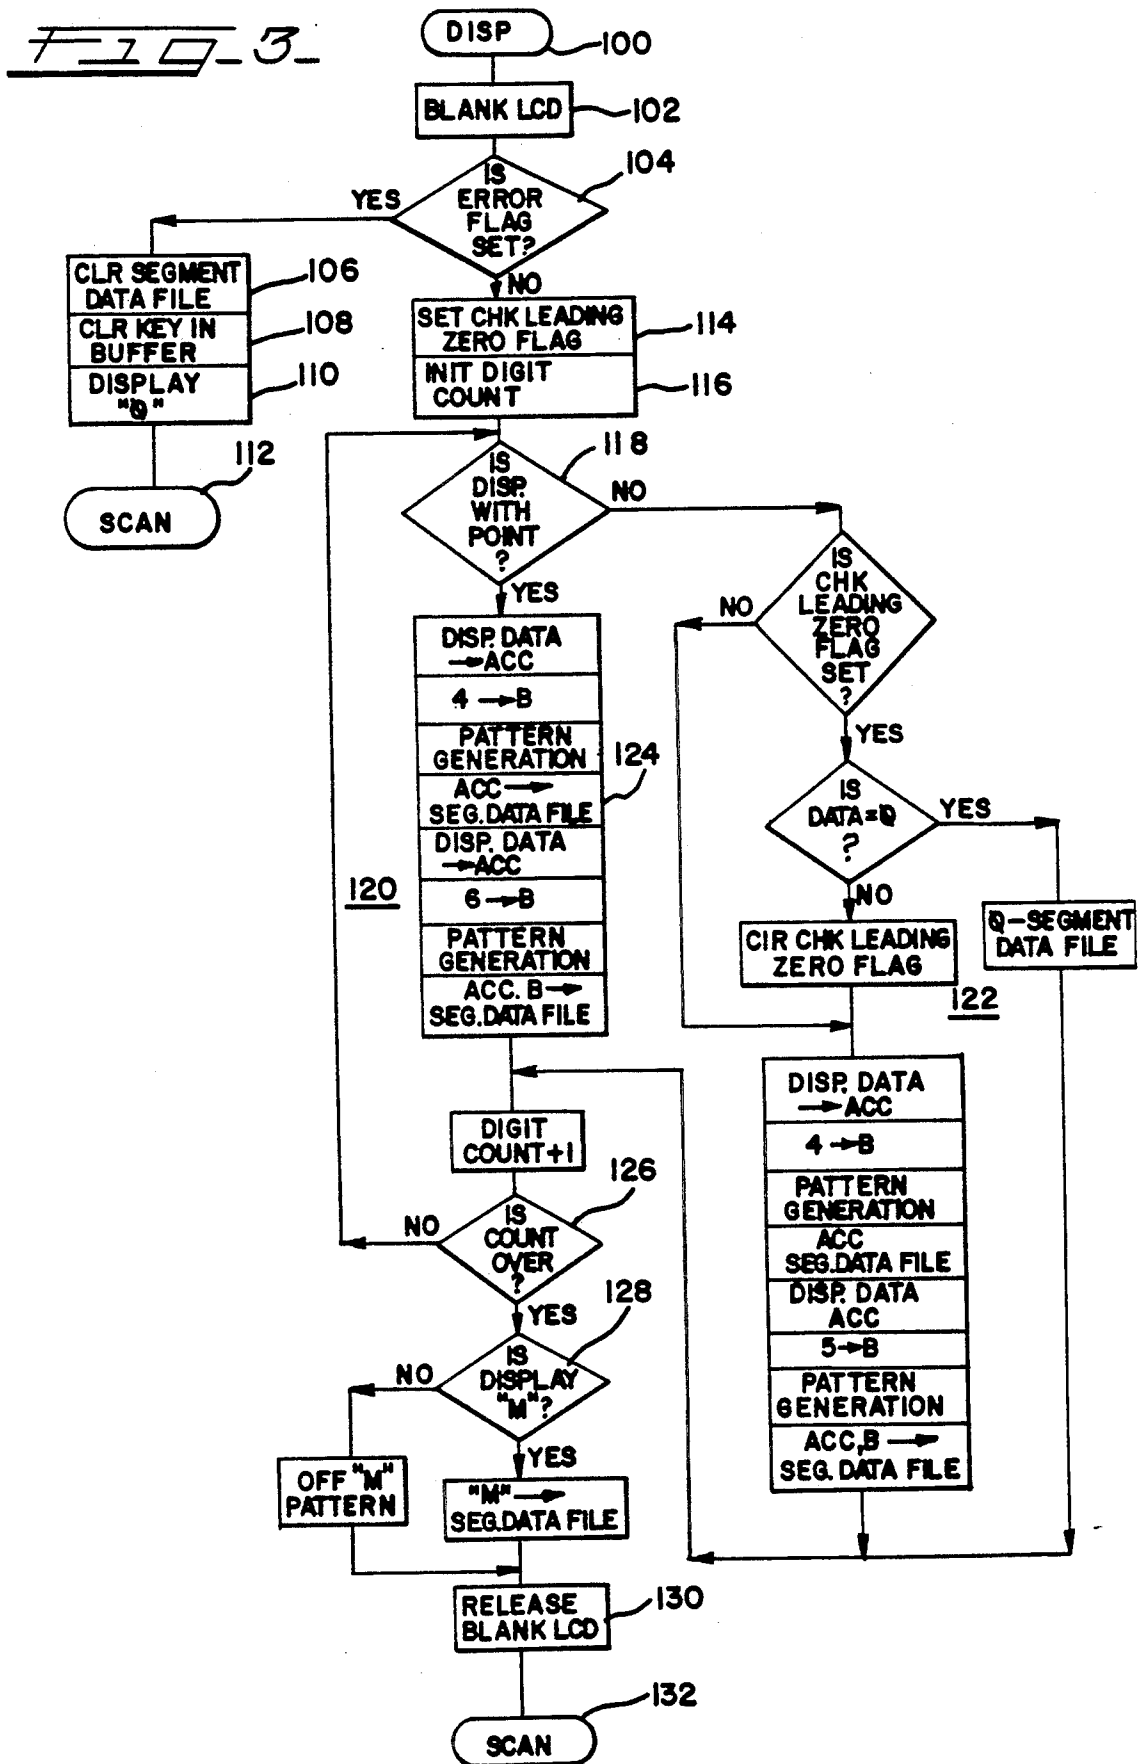 Fig. 3
DISP
100
BLANK LCD
102
IS
ERROR
FLAG
SET?
104
YES
NO
CLR SEGMENT
DATA FILE
106
CLR KEY IN
BUFFER
108
DISPLAY
"0"
110
SCAN
112
SET CHK LEADING
ZERO FLAG
114
INIT DIGIT
COUNT
116
IS
DISP.
WITH
POINT
?
118
NO
YES
IS
CHK
LEADING
ZERO
FLAG
SET
?
NO
YES
IS
DATA=0
?
YES
NO
0-SEGMENT
DATA FILE
CIR CHK LEADING
ZERO FLAG
122
120
DISP. DATA
→ACC
4→B
PATTERN
GENERATION
124
ACC→
SEG.DATA FILE
DISP. DATA
→ACC
6→B
PATTERN
GENERATION
ACC. B→
SEG.DATA FILE
DISP. DATA
→ACC
4→B
PATTERN
GENERATION
ACC
SEG.DATA FILE
DISP. DATA
ACC
5→B
PATTERN
GENERATION
ACC,B→
SEG. DATA FILE
DIGIT
COUNT+1
IS
COUNT
OVER
?
126
NO
YES
IS
DISPLAY
"M"?
128
NO
YES
OFF "M"
PATTERN
"M"→
SEG.DATA FILE
RELEASE
BLANK LCD
130
SCAN
132